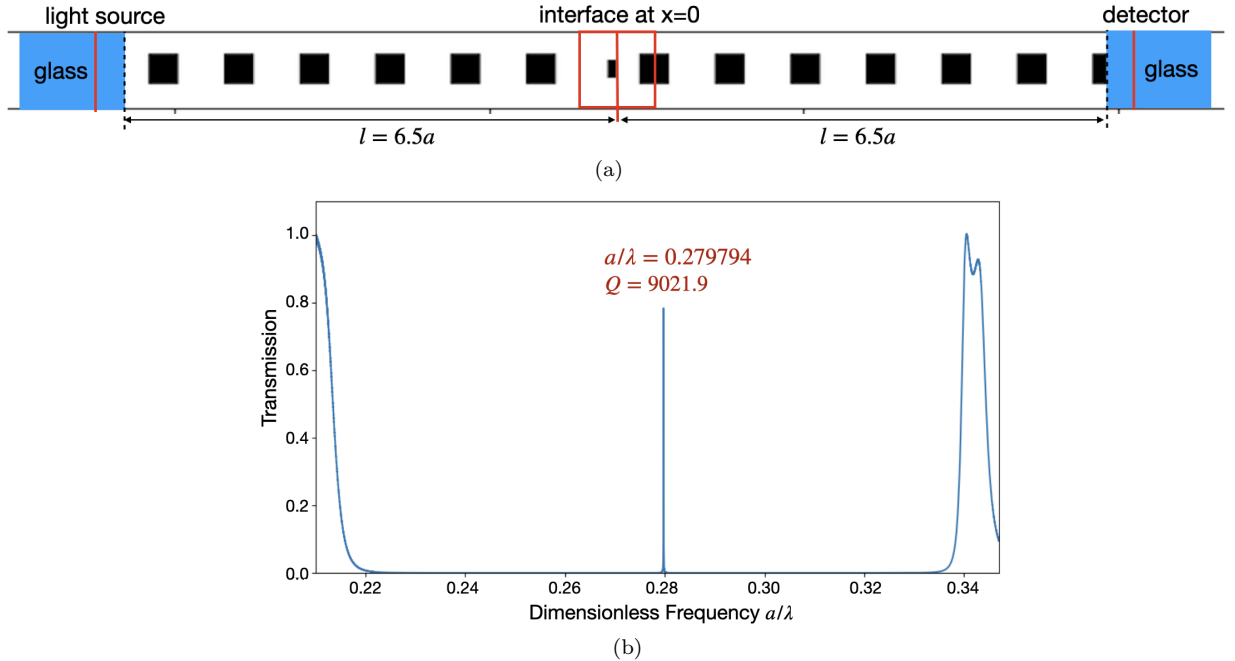 light source interface at x=0 detector
glass glass
l = 6.5a l = 6.5a
(a)
a/λ = 0.279794
Q = 9021.9
Transmission
1.0
0.8
0.6
0.4
0.2
0.0
0.22 0.24 0.26 0.28 0.30 0.32 0.34
Dimensionless Frequency a/λ
(b)